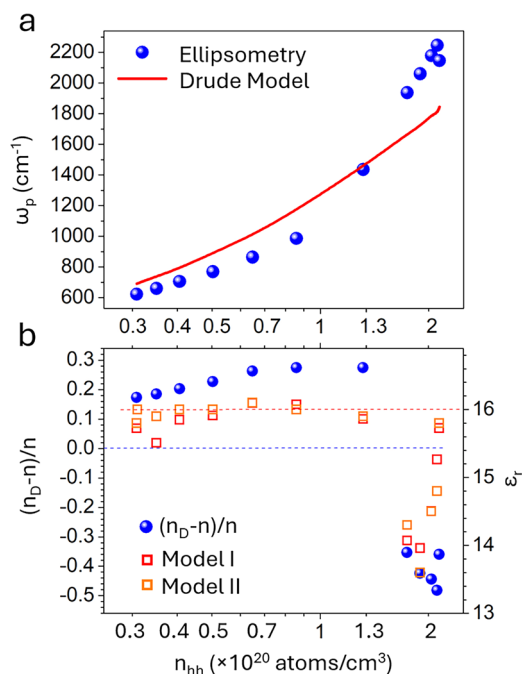 a
Ellipsometry
Drude Model
ωp (cm-1)
2200
2000
1800
1600
1400
1200
1000
800
600
0.3 0.4 0.5 0.7 1 1.3 2
b
(nD-n)/n
0.3
0.2
0.1
0.0
-0.1
-0.2
-0.3
-0.4
-0.5
εr
16
15
14
13
(nD-n)/n
Model I
Model II
0.3 0.4 0.5 0.7 1 1.3 2
nhh (×10^20 atoms/cm³)